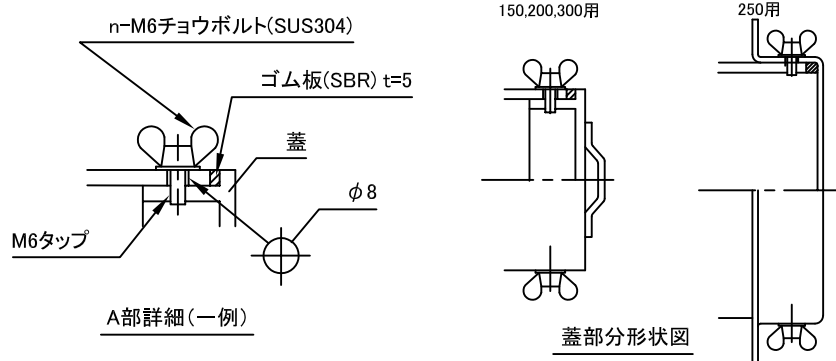 n-M6チョウボルト(SUS304)
ゴム板(SBR) t=5
蓋
φ8
M6タップ
A部詳細(一例)
150,200,300用
250用
蓋部分形状図